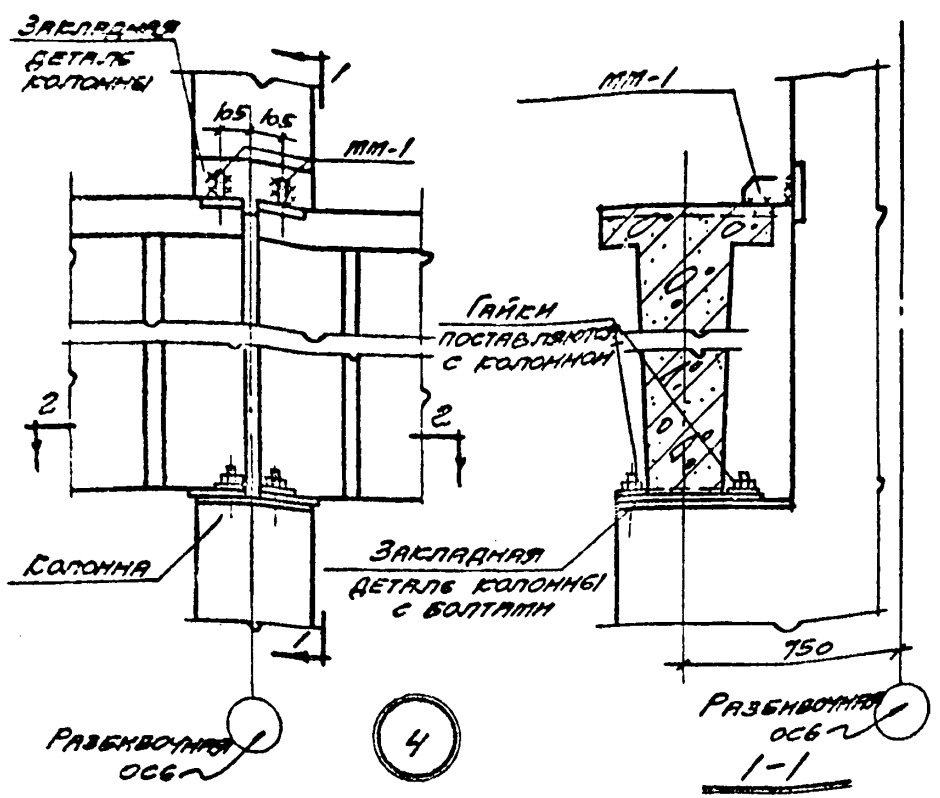 Закладная
деталь
колонны
1
105 105
мм-1
2
2
Колонна
1
Разбивочная
ось
4
мм-1
Гайки
поставляются
с колонной
Закладная
деталь колонны
с болтами
750
Разбивочная
ось
1-1